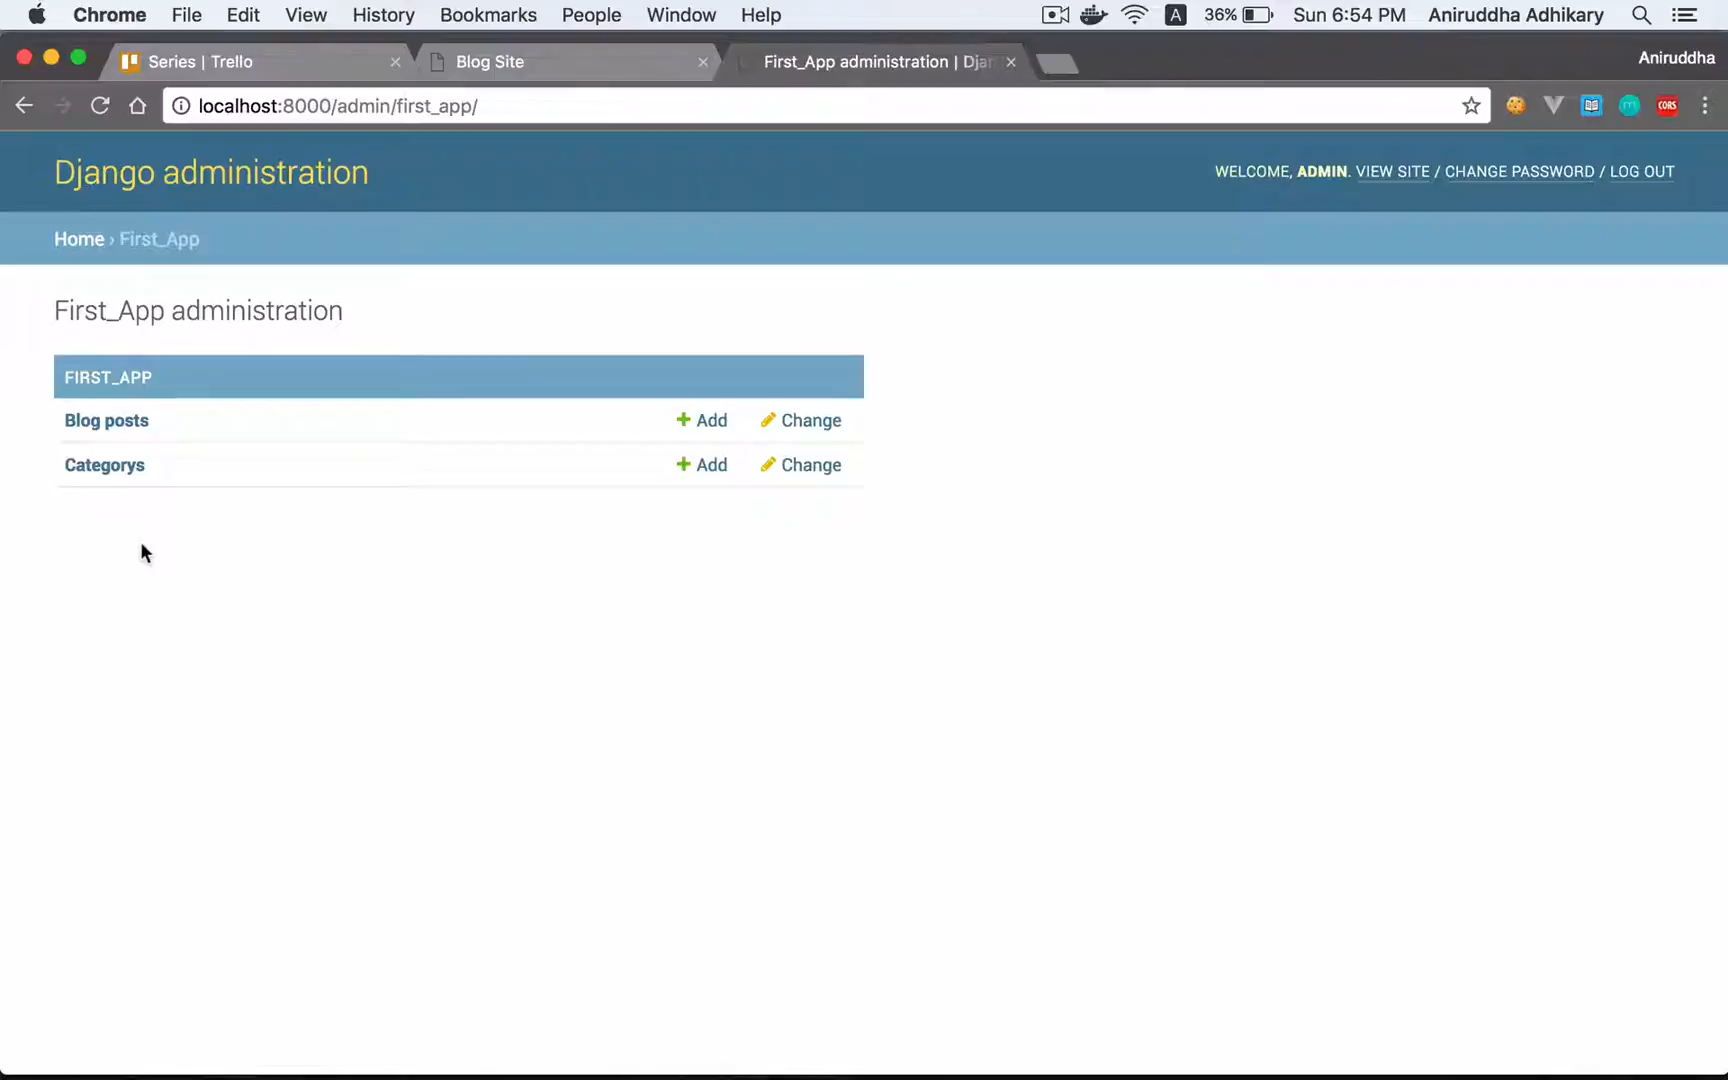 Chrome File Edit View History Bookmarks People Window Help A 36% Sun 6:54 PM Aniruddha Adhikary
Series | Trello Blog Site First_App administration | Djan Aniruddha
localhost:8000/admin/first_app/ m CORS
Django administration WELCOME, ADMIN. VIEW SITE / CHANGE PASSWORD / LOG OUT
Home › First_App
First_App administration
FIRST_APP
Blog posts Add Change
Categorys Add Change